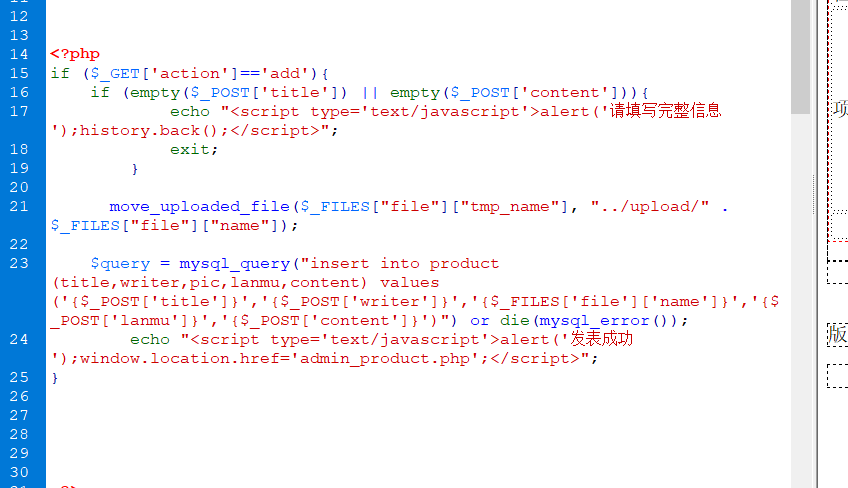 12
13
14 <?php
15 if ($_GET['action']=='add'){
16 if (empty($_POST['title']) || empty($_POST['content'])){
17 echo "<script type='text/javascript'>alert('请填写完整信息
');history.back();</script>";
18 exit;
19 }
20
21 move_uploaded_file($_FILES["file"]["tmp_name"], "../upload/" .
$_FILES["file"]["name"]);
22
23 $query = mysql_query("insert into product
(title,writer,pic,lanmu,content) values
('{$_POST['title']}','{$_POST['writer']}','{$_FILES['file']['name']}','{$
_POST['lanmu']}','{$_POST['content']}')") or die(mysql_error());
24 echo "<script type='text/javascript'>alert('发表成功
');window.location.href='admin_product.php';</script>";
25 }
26
27
28
29
30
项
版